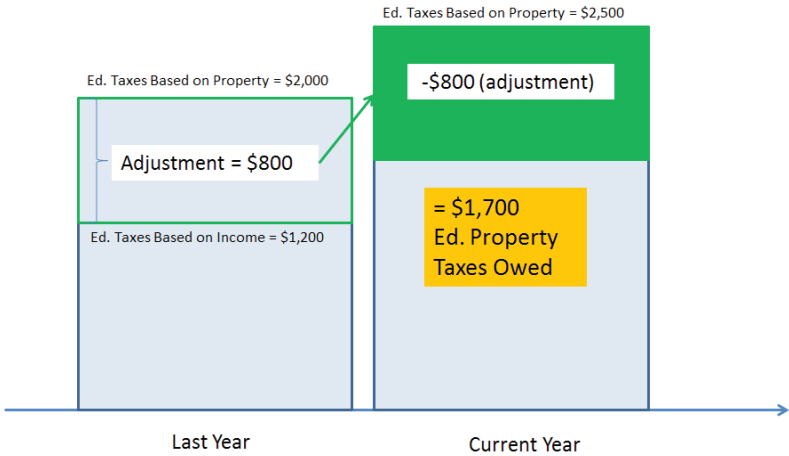 Ed. Taxes Based on Property = $2,500
Ed. Taxes Based on Property = $2,000
-$800 (adjustment)
Adjustment = $800
= $1,700
Ed. Property
Taxes Owed
Ed. Taxes Based on Income = $1,200
Last Year
Current Year